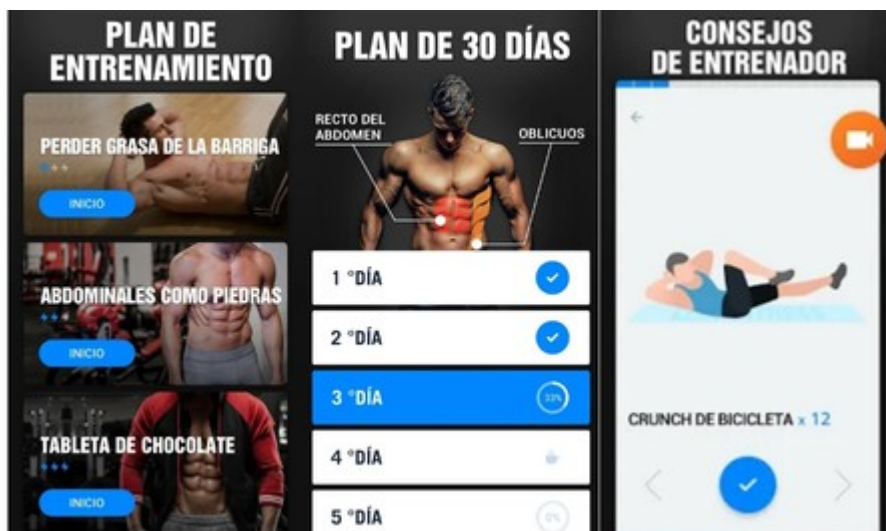 PLAN DE
ENTRENAMIENTO
PERDER GRASA DE LA BARRIGA
INICIO
ABDOMINALES COMO PIEDRAS
INICIO
TABLETA DE CHOCOLATE
INICIO
PLAN DE 30 DÍAS
RECTO DEL
ABDOMEN
OBLICUOS
1 °DÍA
2 °DÍA
3 °DÍA
33%
4 °DÍA
5 °DÍA
0%
CONSEJOS
DE ENTRENADOR
CRUNCH DE BICICLETA x 12